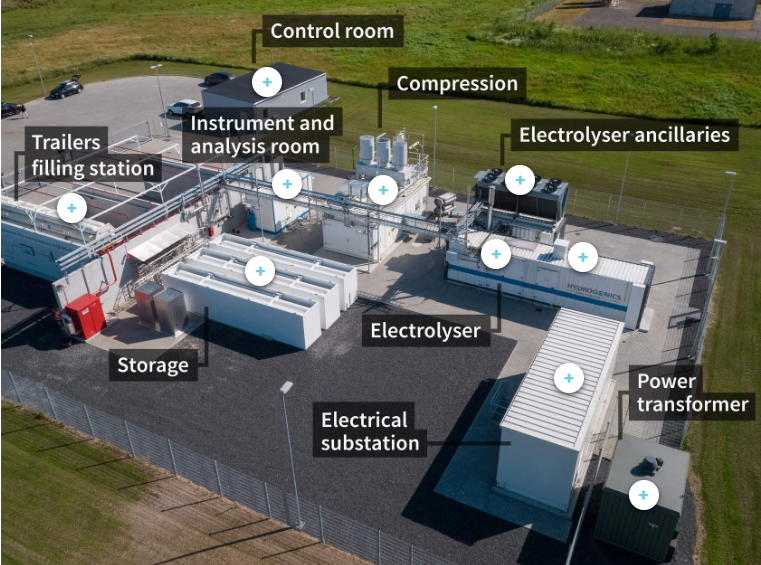 Control room
Compression
Instrument and
analysis room
Electrolyser ancillaries
Trailers
filling station
HYDROGENICS
Electrolyser
Storage
Power
transformer
Electrical
substation